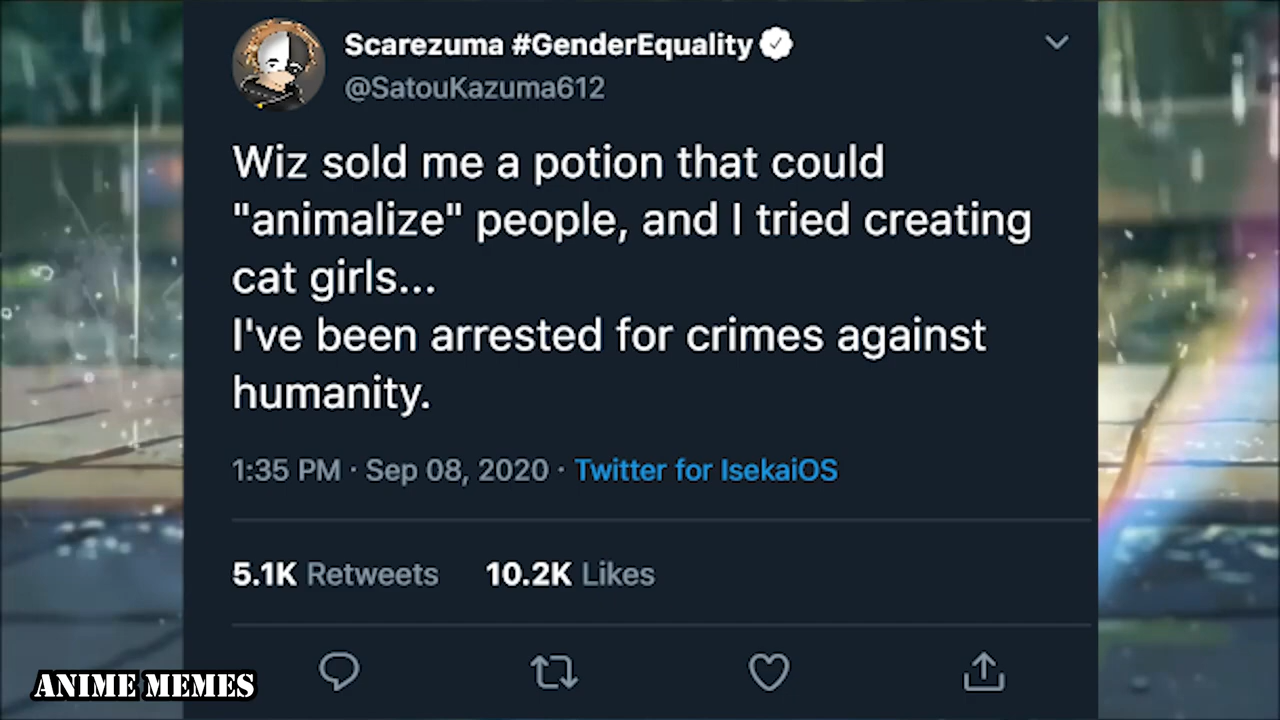 Scarezuma #GenderEquality
@SatouKazuma612
Wiz sold me a potion that could
"animalize" people, and I tried creating
cat girls...
I've been arrested for crimes against
humanity.
1:35 PM · Sep 08, 2020 · Twitter for IsekaiOS
5.1K Retweets 10.2K Likes
ANIME MEMES